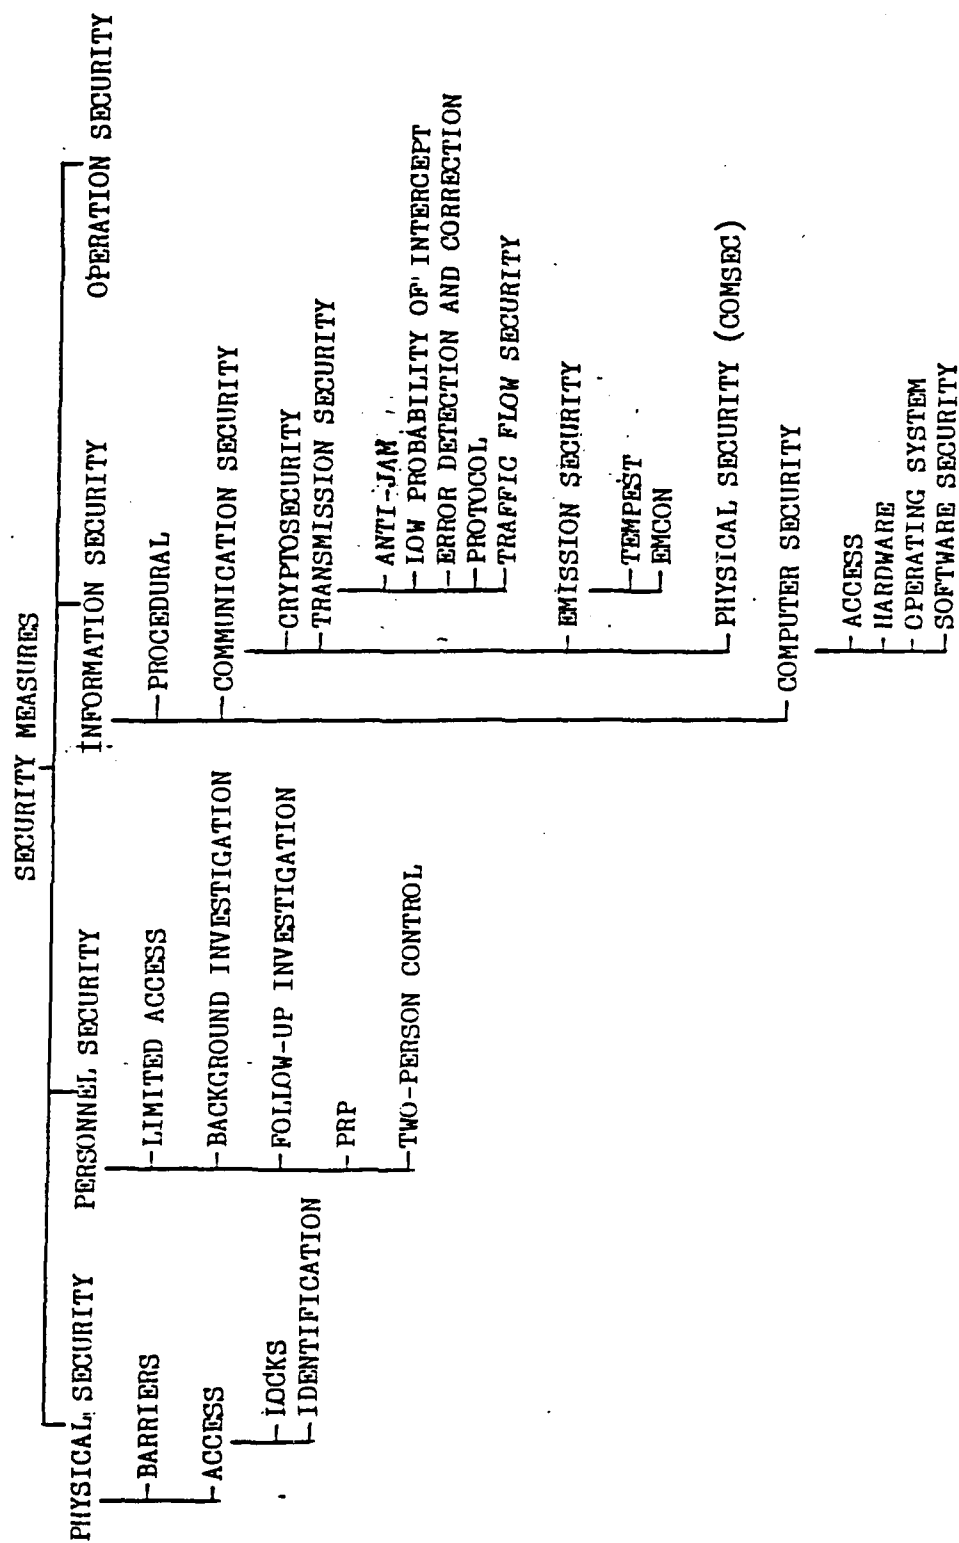 SECURITY MEASURES
PHYSICAL SECURITY
BARRIERS
ACCESS
LOCKS
IDENTIFICATION
PERSONNEL SECURITY
LIMITED ACCESS
BACKGROUND INVESTIGATION
FOLLOW-UP INVESTIGATION
PRP
TWO-PERSON CONTROL
INFORMATION SECURITY
PROCEDURAL
COMMUNICATION SECURITY
CRYPTOSECURITY
TRANSMISSION SECURITY
ANTI-JAM
LOW PROBABILITY OF INTERCEPT
ERROR DETECTION AND CORRECTION
PROTOCOL
TRAFFIC FLOW SECURITY
EMISSION SECURITY
TEMPEST
EMCON
PHYSICAL SECURITY (COMSEC)
COMPUTER SECURITY
ACCESS
HARDWARE
OPERATING SYSTEM
SOFTWARE SECURITY
OPERATION SECURITY